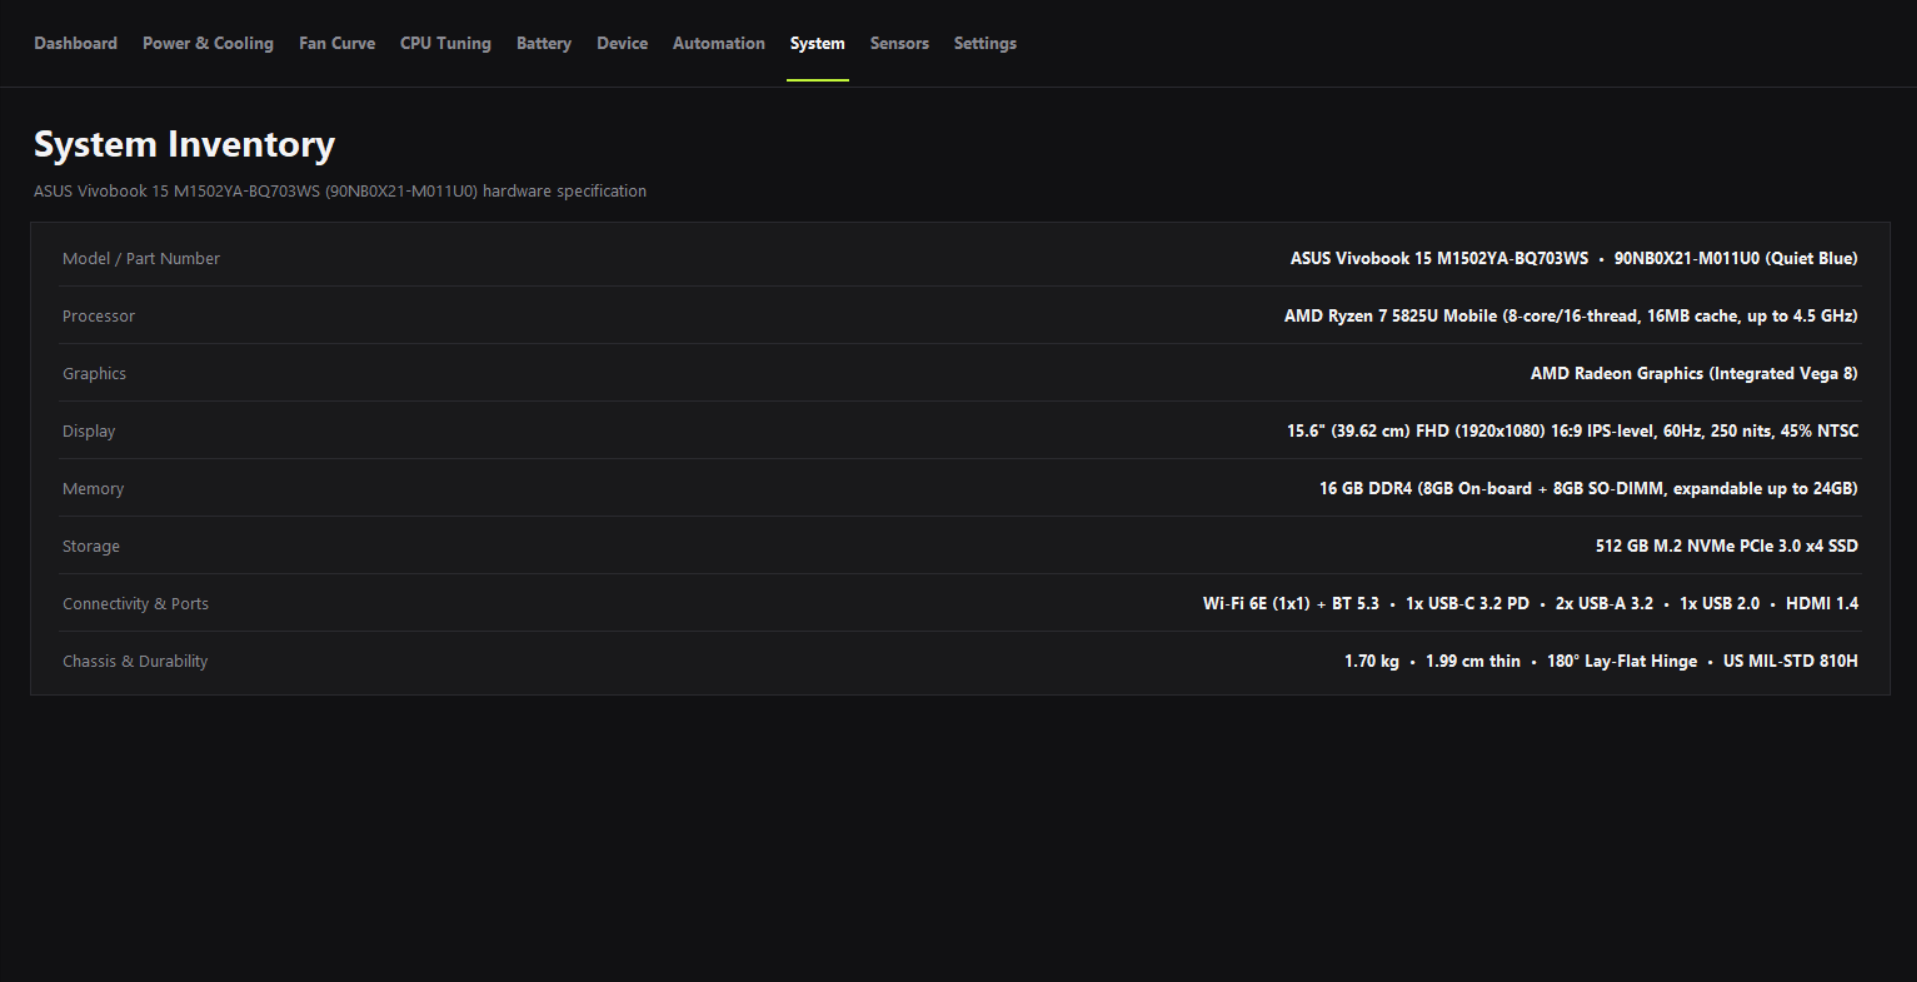 Dashboard Power & Cooling Fan Curve CPU Tuning Battery Device Automation System Sensors Settings
System Inventory
ASUS Vivobook 15 M1502YA-BQ703WS (90NB0X21-M011U0) hardware specification
Model / Part Number ASUS Vivobook 15 M1502YA-BQ703WS • 90NB0X21-M011U0 (Quiet Blue)
Processor AMD Ryzen 7 5825U Mobile (8-core/16-thread, 16MB cache, up to 4.5 GHz)
Graphics AMD Radeon Graphics (Integrated Vega 8)
Display 15.6" (39.62 cm) FHD (1920x1080) 16:9 IPS-level, 60Hz, 250 nits, 45% NTSC
Memory 16 GB DDR4 (8GB On-board + 8GB SO-DIMM, expandable up to 24GB)
Storage 512 GB M.2 NVMe PCIe 3.0 x4 SSD
Connectivity & Ports Wi-Fi 6E (1x1) + BT 5.3 • 1x USB-C 3.2 PD • 2x USB-A 3.2 • 1x USB 2.0 • HDMI 1.4
Chassis & Durability 1.70 kg • 1.99 cm thin • 180° Lay-Flat Hinge • US MIL-STD 810H